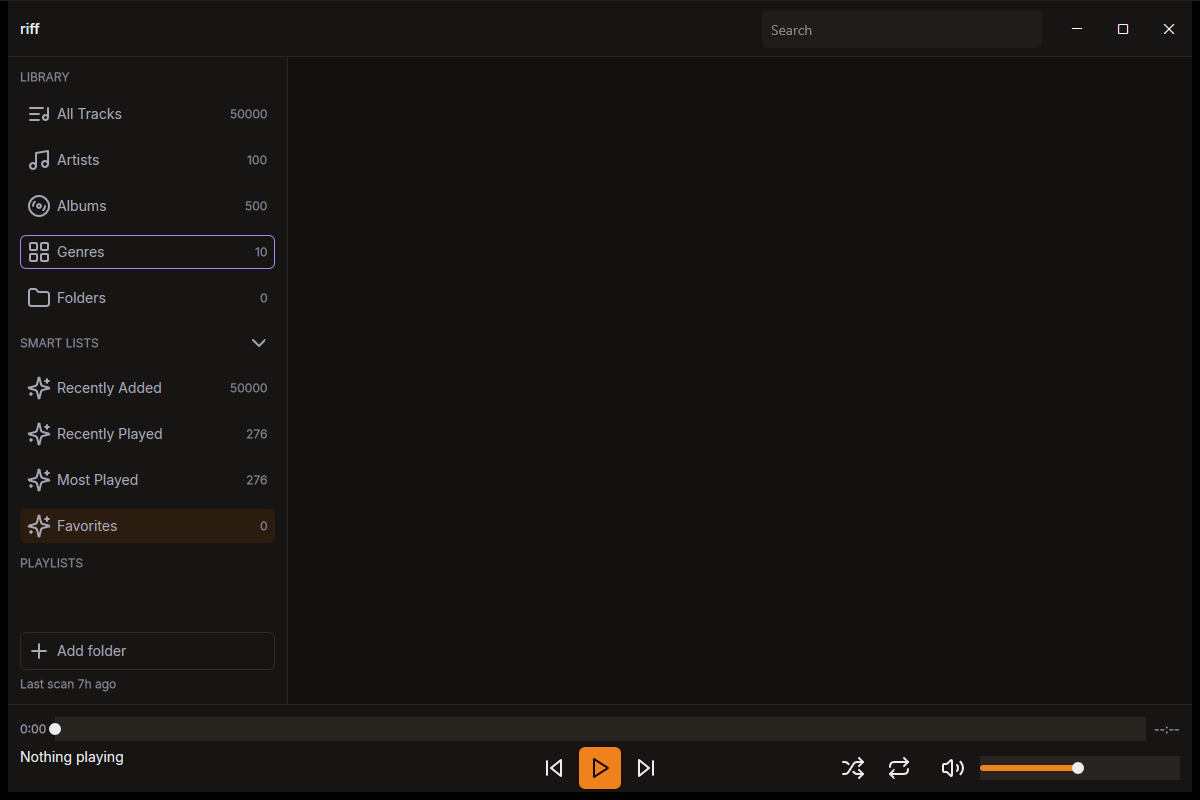 riff
Search
LIBRARY
All Tracks 50000
Artists 100
Albums 500
Genres 10
Folders 0
SMART LISTS
Recently Added 50000
Recently Played 276
Most Played 276
Favorites 0
PLAYLISTS
Add folder
Last scan 7h ago
0:00 --:--
Nothing playing